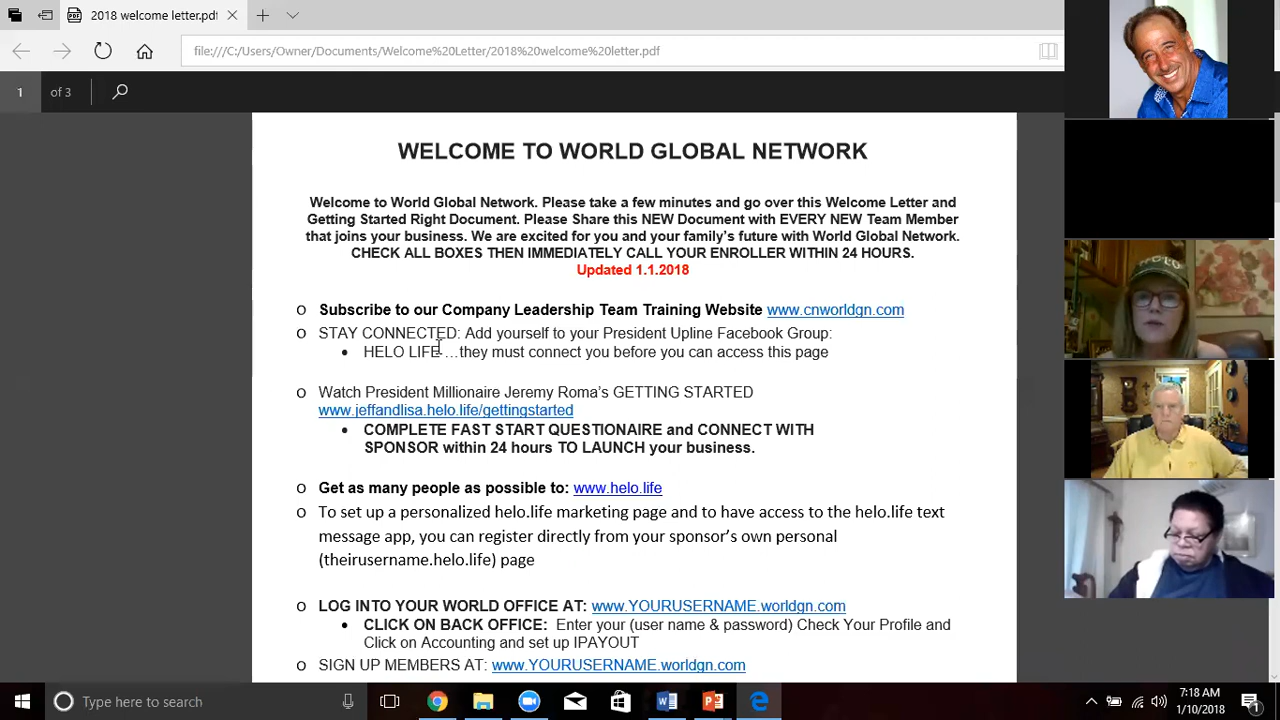 2018 welcome letter.pdf
file:///C:/Users/Owner/Documents/Welcome%20Letter/2018%20welcome%20letter.pdf
1 of 3
WELCOME TO WORLD GLOBAL NETWORK
Welcome to World Global Network. Please take a few minutes and go over this Welcome Letter and
Getting Started Right Document. Please Share this NEW Document with EVERY NEW Team Member
that joins your business. We are excited for you and your family's future with World Global Network.
CHECK ALL BOXES THEN IMMEDIATELY CALL YOUR ENROLLER WITHIN 24 HOURS.
Updated 1.1.2018
o Subscribe to our Company Leadership Team Training Website www.cnworldgn.com
o STAY CONNECTED: Add yourself to your President Upline Facebook Group:
• HELO LIFE….they must connect you before you can access this page
o Watch President Millionaire Jeremy Roma's GETTING STARTED
www.jeffandlisa.helo.life/gettingstarted
• COMPLETE FAST START QUESTIONAIRE and CONNECT WITH
SPONSOR within 24 hours TO LAUNCH your business.
o Get as many people as possible to: www.helo.life
o To set up a personalized helo.life marketing page and to have access to the helo.life text
message app, you can register directly from your sponsor's own personal
(theirusername.helo.life) page
o LOG INTO YOUR WORLD OFFICE AT: www.YOURUSERNAME.worldgn.com
• CLICK ON BACK OFFICE: Enter your (user name & password) Check Your Profile and
Click on Accounting and set up IPAYOUT
o SIGN UP MEMBERS AT: www.YOURUSERNAME.worldgn.com
HELO
Type here to search
7:18 AM
1/10/2018
1